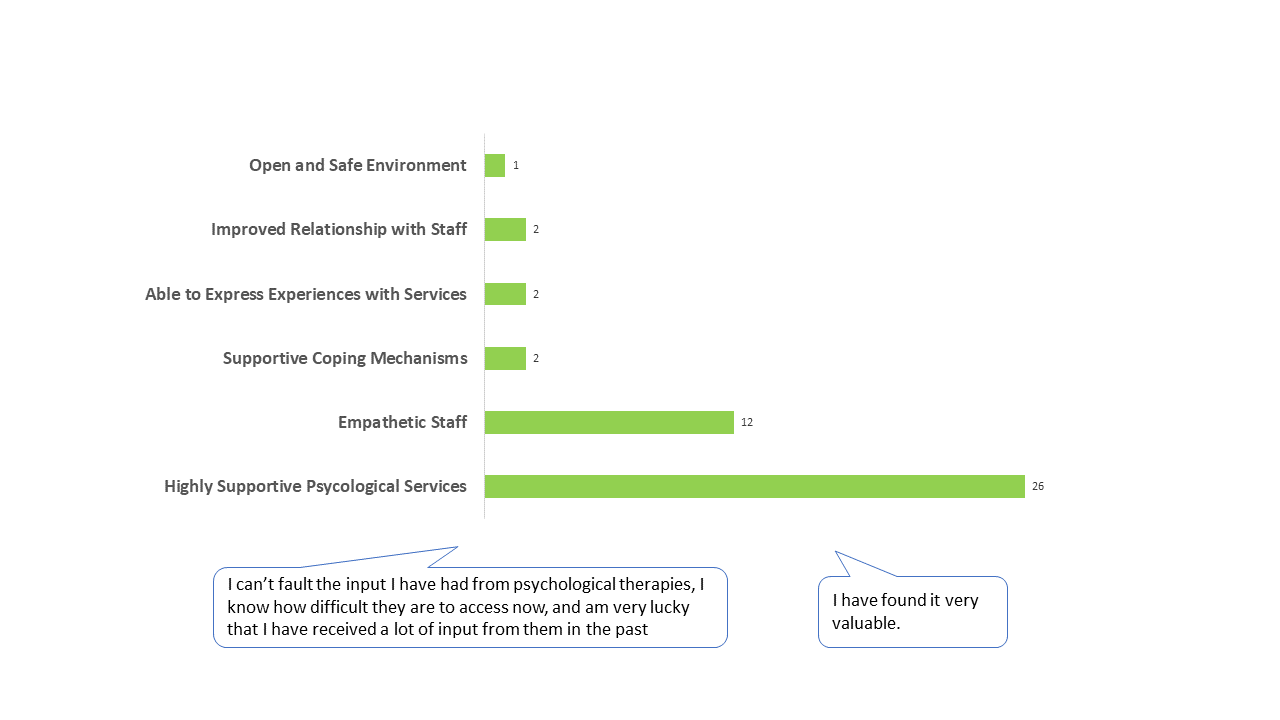 Open and Safe Environment 1
Improved Relationship with Staff 2
Able to Express Experiences with Services 2
Supportive Coping Mechanisms 2
Empathetic Staff 12
Highly Supportive Psycological Services 26
I can’t fault the input I have had from psychological therapies, I
know how difficult they are to access now, and am very lucky
that I have received a lot of input from them in the past
I have found it very
valuable.